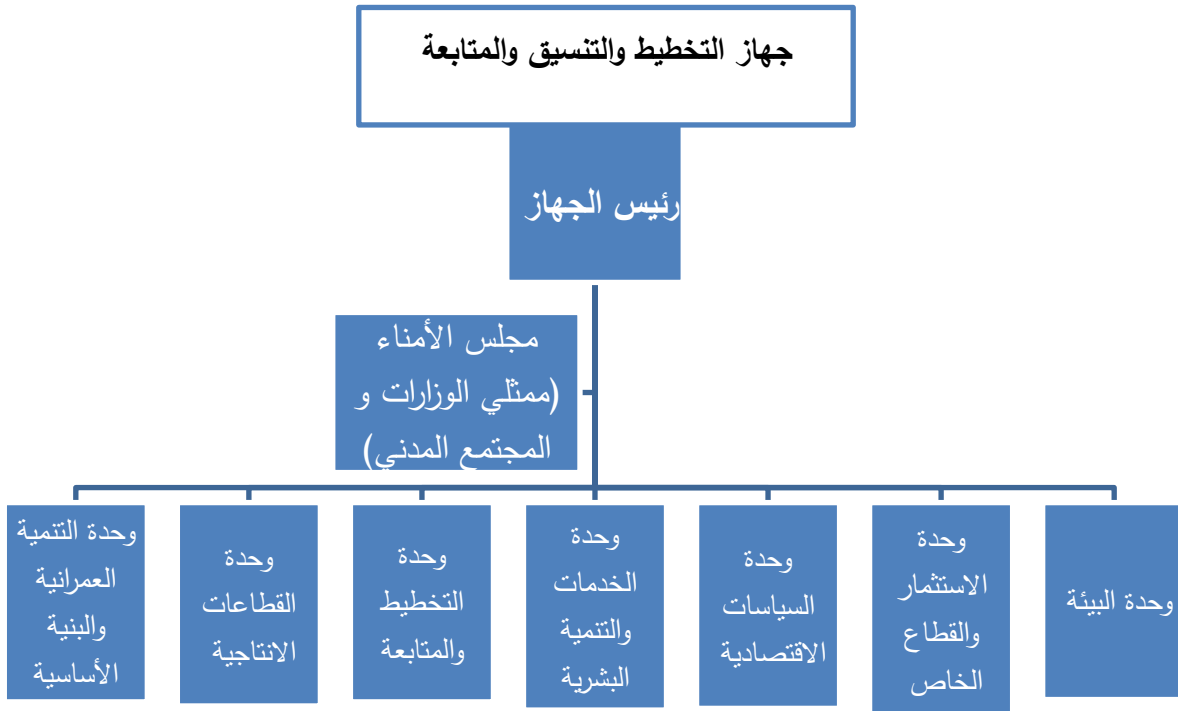 جهاز التخطيط والتنسيق والمتابعة
رئيس الجهاز
مجلس الأمناء
(ممثلي الوزارات و
المجتمع المدني)
وحدة البيئة
وحدة
الاستثمار
والقطاع
الخاص
وحدة
السياسات
الاقتصادية
وحدة
الخدمات
والتنمية
البشرية
وحدة
التخطيط
والمتابعة
وحدة
القطاعات
الانتاجية
وحدة التنمية
العمرانية
والبنية
الأساسية